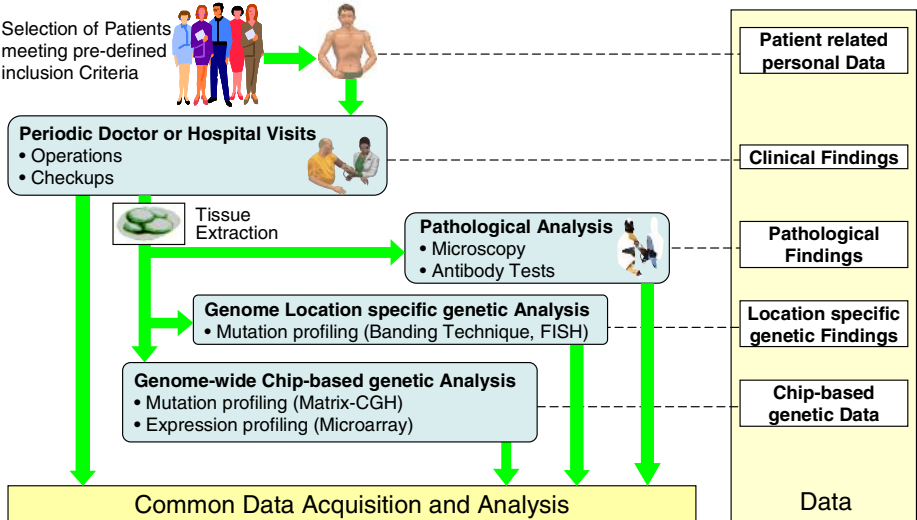 Selection of Patients
meeting pre-defined
inclusion Criteria
Patient related
personal Data
Periodic Doctor or Hospital Visits
• Operations
• Checkups
Clinical Findings
Tissue
Extraction
Pathological Analysis
• Microscopy
• Antibody Tests
Pathological
Findings
Genome Location specific genetic Analysis
• Mutation profiling (Banding Technique, FISH)
Location specific
genetic Findings
Genome-wide Chip-based genetic Analysis
• Mutation profiling (Matrix-CGH)
• Expression profiling (Microarray)
Chip-based
genetic Data
Common Data Acquisition and Analysis
Data